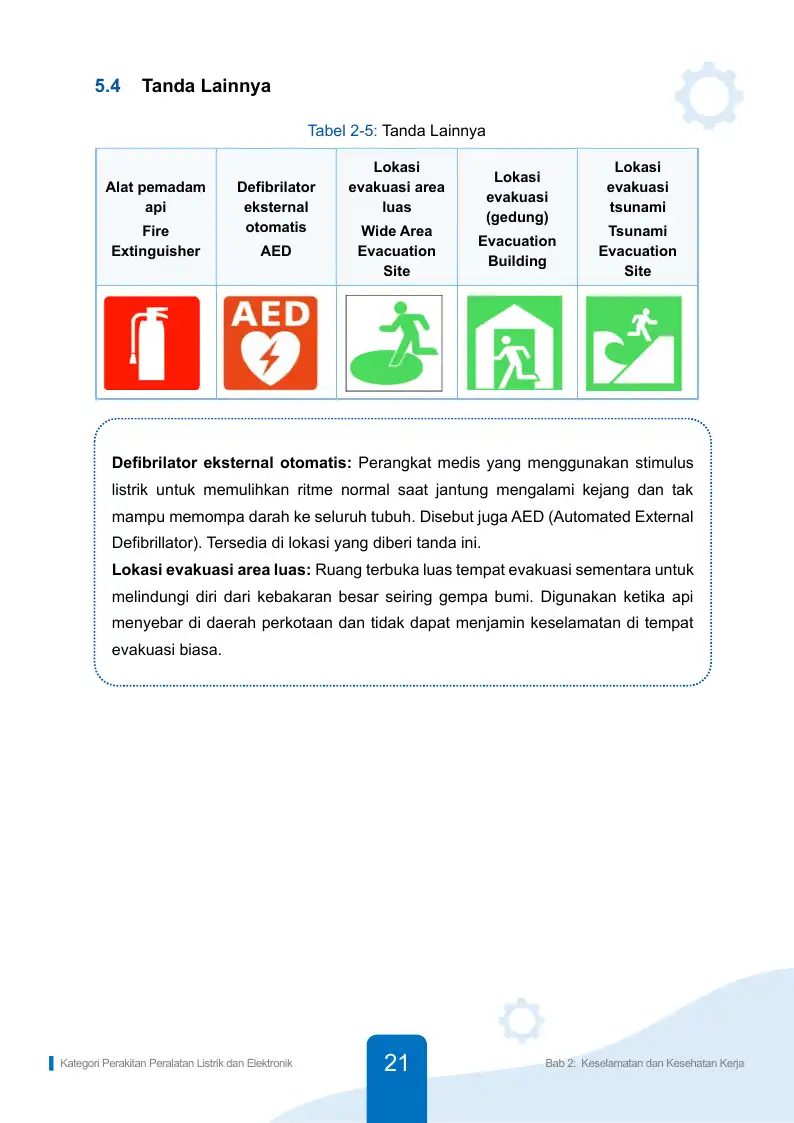 5.4 Tanda Lainnya
Tabel 2-5: Tanda Lainnya
Alat pemadam
api
Fire
Extinguisher
Defibrilator
eksternal
otomatis
AED
Lokasi
evakuasi area
luas
Wide Area
Evacuation
Site
Lokasi
evakuasi
(gedung)
Evacuation
Building
Lokasi
evakuasi
tsunami
Tsunami
Evacuation
Site
AED
Defibrilator eksternal otomatis: Perangkat medis yang menggunakan stimulus
listrik untuk memulihkan ritme normal saat jantung mengalami kejang dan tak
mampu memompa darah ke seluruh tubuh. Disebut juga AED (Automated External
Defibrillator). Tersedia di lokasi yang diberi tanda ini.
Lokasi evakuasi area luas: Ruang terbuka luas tempat evakuasi sementara untuk
melindungi diri dari kebakaran besar seiring gempa bumi. Digunakan ketika api
menyebar di daerah perkotaan dan tidak dapat menjamin keselamatan di tempat
evakuasi biasa.
Kategori Perakitan Peralatan Listrik dan Elektronik
21
Bab 2: Keselamatan dan Kesehatan Kerja